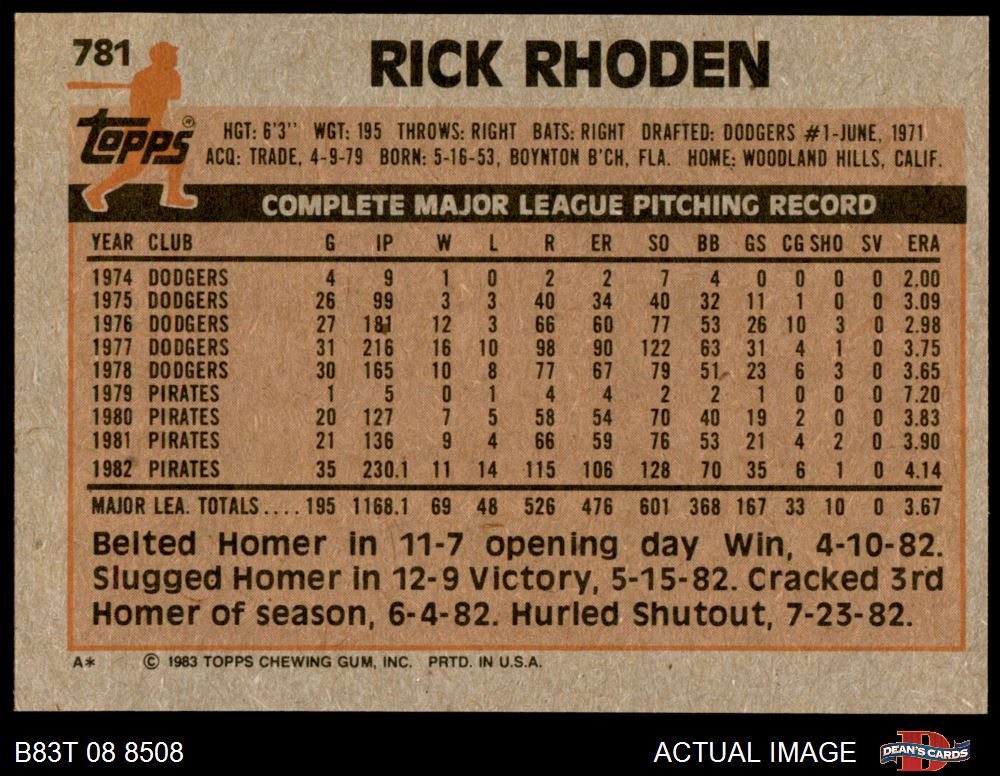 781 RICK RHODEN
Topps® HGT: 6'3" WGT: 195 THROWS: RIGHT BATS: RIGHT DRAFTED: DODGERS #1-JUNE, 1971
ACQ: TRADE, 4-9-79 BORN: 5-16-53, BOYNTON B'CH, FLA. HOME: WOODLAND HILLS, CALIF.
COMPLETE MAJOR LEAGUE PITCHING RECORD
YEAR CLUB G IP W L R ER SO BB GS CG SHO SV ERA
1974 DODGERS 4 9 1 0 2 2 7 4 0 0 0 0 2.00
1975 DODGERS 26 99 3 3 40 34 40 32 11 1 0 0 3.09
1976 DODGERS 27 181 12 3 66 60 77 53 26 10 3 0 2.98
1977 DODGERS 31 216 16 10 98 90 122 63 31 4 1 0 3.75
1978 DODGERS 30 165 10 8 77 67 79 51 23 6 3 0 3.65
1979 PIRATES 1 5 0 1 4 4 2 2 1 0 0 0 7.20
1980 PIRATES 20 127 7 5 58 54 70 40 19 2 0 0 3.83
1981 PIRATES 21 136 9 4 66 59 76 53 21 4 2 0 3.90
1982 PIRATES 35 230.1 11 14 115 106 128 70 35 6 1 0 4.14
MAJOR LEA. TOTALS.... 195 1168.1 69 48 526 476 601 368 167 33 10 0 3.67
Belted Homer in 11-7 opening day Win, 4-10-82.
Slugged Homer in 12-9 Victory, 5-15-82. Cracked 3rd
Homer of season, 6-4-82. Hurled Shutout, 7-23-82.
A* © 1983 TOPPS CHEWING GUM, INC. PRTD. IN U.S.A.
B83T 08 8508 ACTUAL IMAGE DEAN'S CARDS